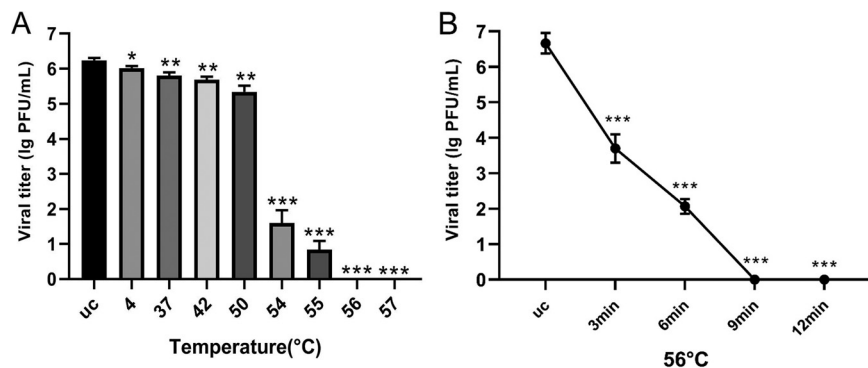 A
Viral titer (lg PFU/mL)
7
6
5
4
3
2
1
0
* ** ** ** *** *** *** ***
uc 4 37 42 50 54 55 56 57
Temperature(°C)
B
Viral titer (lg PFU/mL)
7
6
5
4
3
2
1
0
***
***
***
***
uc 3min 6min 9min 12min
56°C